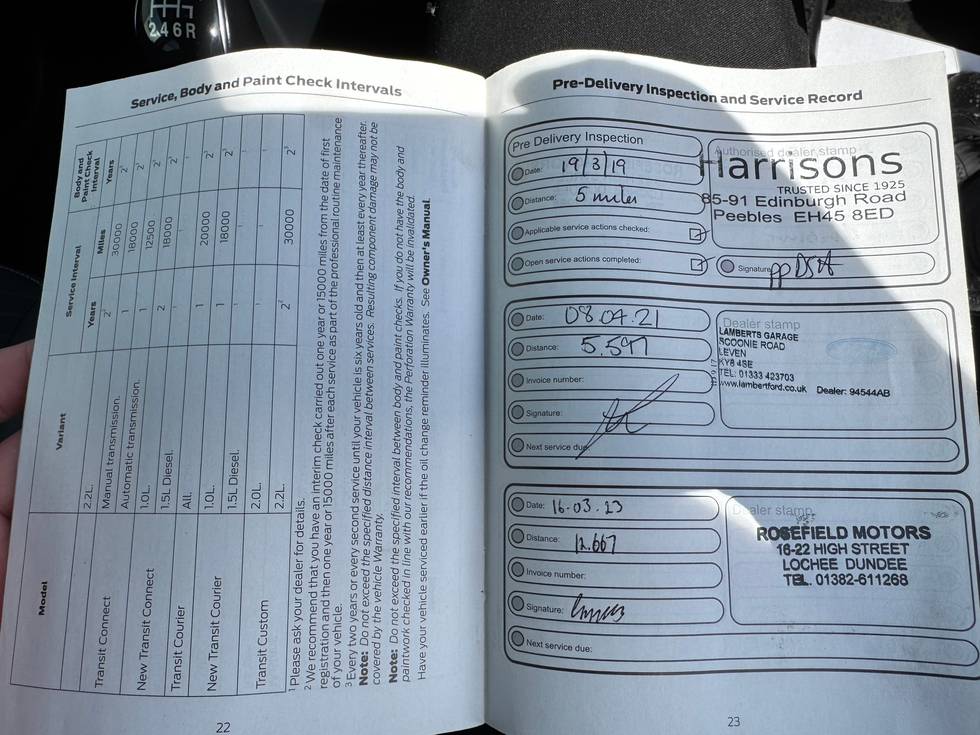 2 4 6 R
Service, Body and Paint Check Intervals
Model
Variant
Service Interval
Body and Paint Check Interval
Years
Miles
Years
Transit Connect
2.2L.
2²
30000
2³
New Transit Connect
Manual transmission.
1
18000
2³
Automatic transmission.
1
12500
2³
Transit Courier
1.0L.
2
18000
2³
1.5L Diesel.
-
-
-
New Transit Courier
All.
1
20000
2³
1.0L.
1
18000
2³
1.5L Diesel.
-
-
-
Transit Custom
2.0L.
-
-
-
2.2L.
2²
30000
2³
¹ Please ask your dealer for details.
² We recommend that you have an interim check carried out one year or 15000 miles from the date of first
registration and then one year or 15000 miles after each service as part of the professional routine maintenance
of your vehicle.
³ Every two years or every second service until your vehicle is six years old and then at least every year thereafter.
Note: Do not exceed the specified distance interval between services. Resulting component damage may not be
covered by the vehicle Warranty.
Note: Do not exceed the specified interval between body and paint checks. If you do not have the body and
paintwork checked in line with our recommendations, the Perforation Warranty will be invalidated.
Have your vehicle serviced earlier if the oil change reminder illuminates. See Owner's Manual.
22
Pre-Delivery Inspection and Service Record
Pre Delivery Inspection
Date: 19/3/19
Distance: 5 miles
Applicable service actions checked:
Open service actions completed:
Authorised dealer stamp
Harrisons
TRUSTED SINCE 1925
85-91 Edinburgh Road
Peebles EH45 8ED
Signature
Date: 08.04.21
Distance: 5.597
Invoice number:
Signature:
Next service due:
Dealer stamp
LAMBERTS GARAGE
SCOONIE ROAD
LEVEN
KY8 4SE
TEL: 01333 423703
www.lambertford.co.uk Dealer: 94544AB
Date: 16-03.23
Distance: 12.667
Invoice number:
Signature:
Next service due:
Dealer stamp
ROSEFIELD MOTORS
16-22 HIGH STREET
LOCHEE DUNDEE
TEL. 01382-611268
23